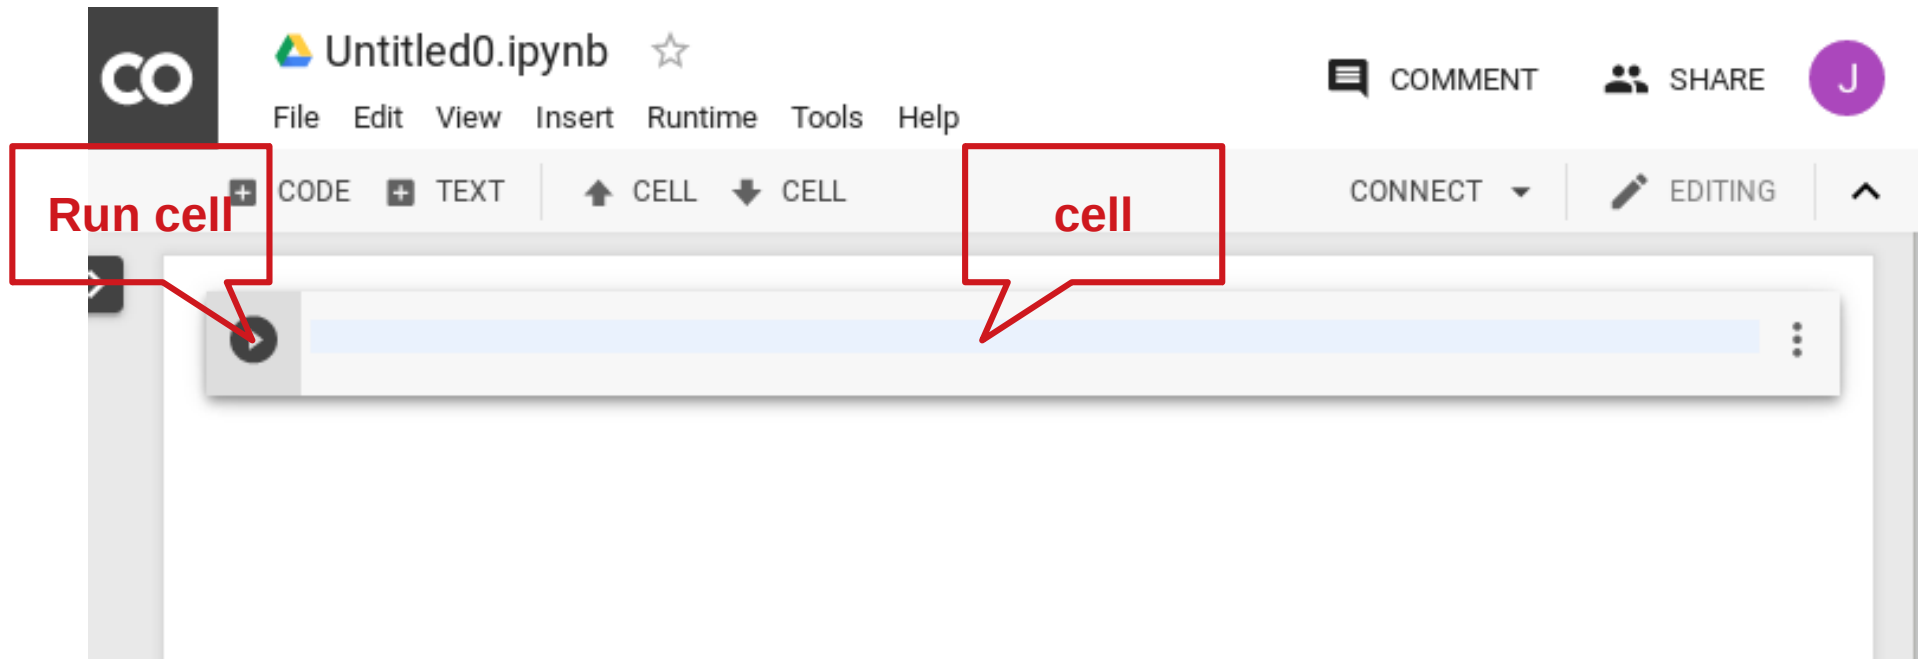 CO
Untitled0.ipynb
COMMENT SHARE J
File Edit View Insert Runtime Tools Help
CODE TEXT CELL CELL CONNECT EDITING
Run cell
cell